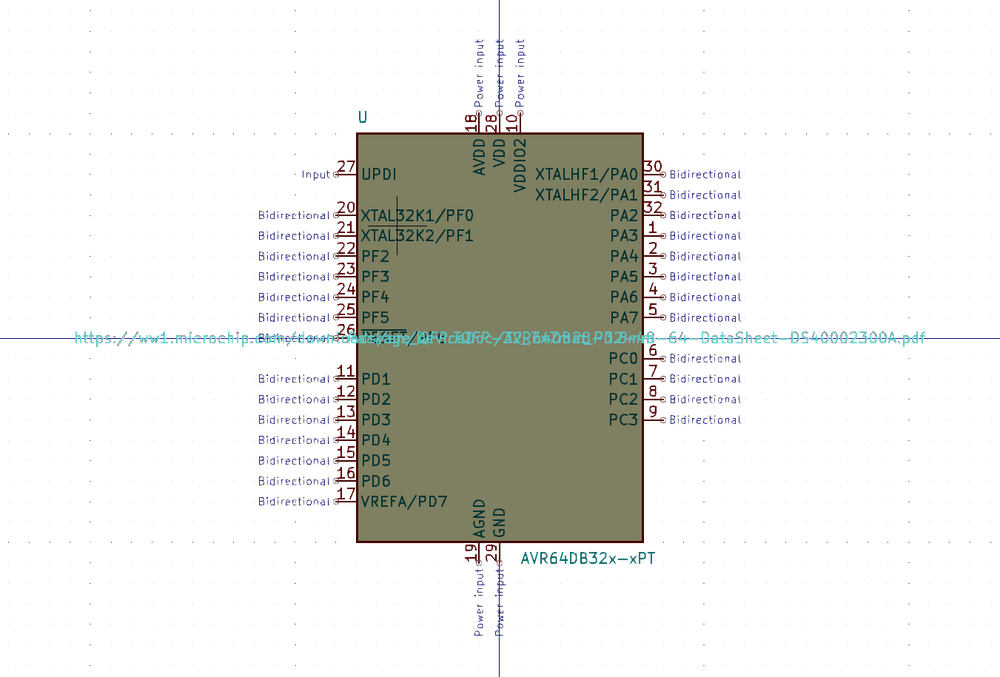 Power input Power input Power input
U
18 28 10
AVDD VDD VDDIO2
Input 27 UPDI
XTALHF1/PA0 30 Bidirectional
XTALHF2/PA1 31 Bidirectional
Bidirectional 20 XTAL32K1/PF0
PA2 32 Bidirectional
Bidirectional 21 XTAL32K2/PF1
PA3 1 Bidirectional
Bidirectional 22 PF2
PA4 2 Bidirectional
Bidirectional 23 PF3
PA5 3 Bidirectional
Bidirectional 24 PF4
PA6 4 Bidirectional
Bidirectional 25 PF5
PA7 5 Bidirectional
26
https://ww1.microchip.com/ 64-DataSheet-DS40002300A.pdf
PC0 6 Bidirectional
Bidirectional 11 PD1
PC1 7 Bidirectional
Bidirectional 12 PD2
PC2 8 Bidirectional
Bidirectional 13 PD3
PC3 9 Bidirectional
Bidirectional 14 PD4
Bidirectional 15 PD5
Bidirectional 16 PD6
Bidirectional 17 VREFA/PD7
AGND GND
19 29
AVR64DB32x-xPT
Power input Power input